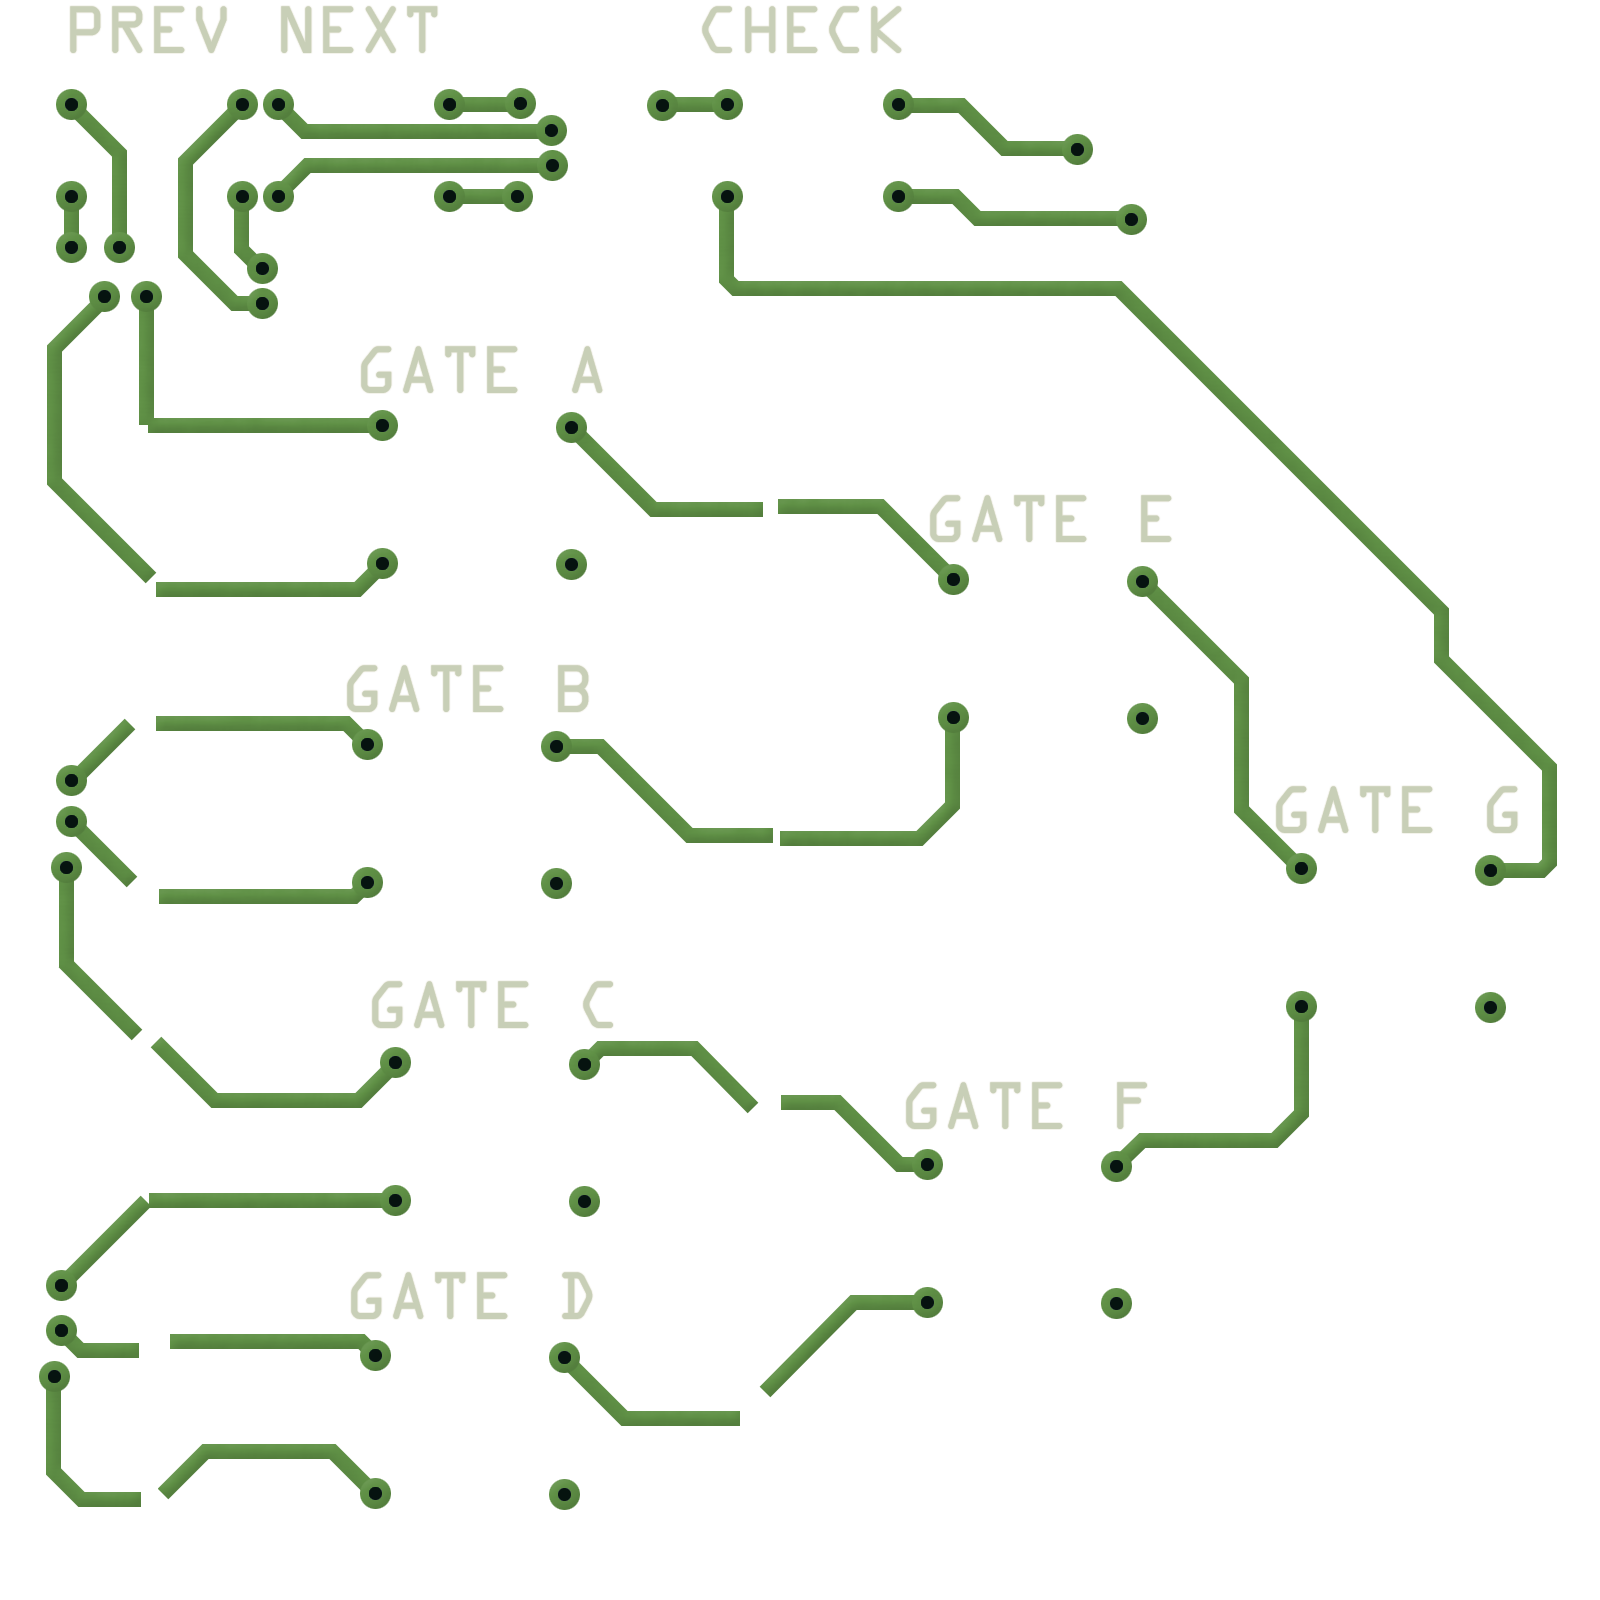 PREV NEXT CHECK
GATE A
GATE E
GATE B
GATE G
GATE C
GATE F
GATE D